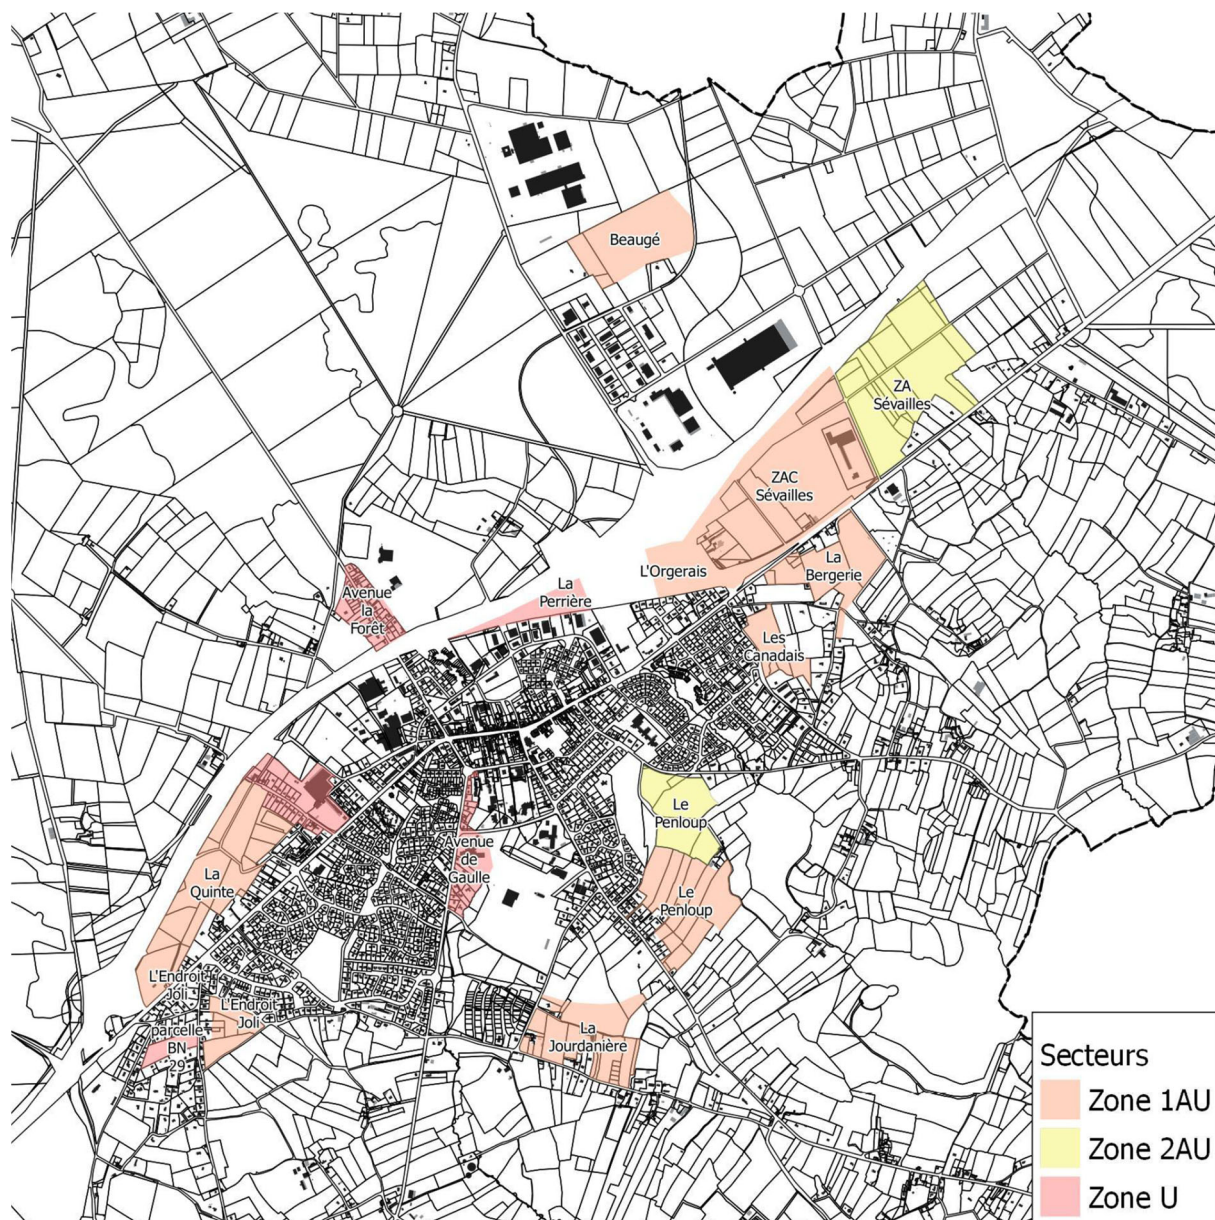 Beaugé
ZA
Sévailles
ZAC
Sévailles
La
Bergerie
L'Orgerais
La
Perrière
Avenue
la
Forêt
Les
Canadais
Le
Penloup
Avenue
de
Gaulle
La
Quinte
Le
Penloup
L'Endroit
Joli
L'Endroit
Joli
parcelle
BN
29
La
Jourdanière
Secteurs
Zone 1AU
Zone 2AU
Zone U